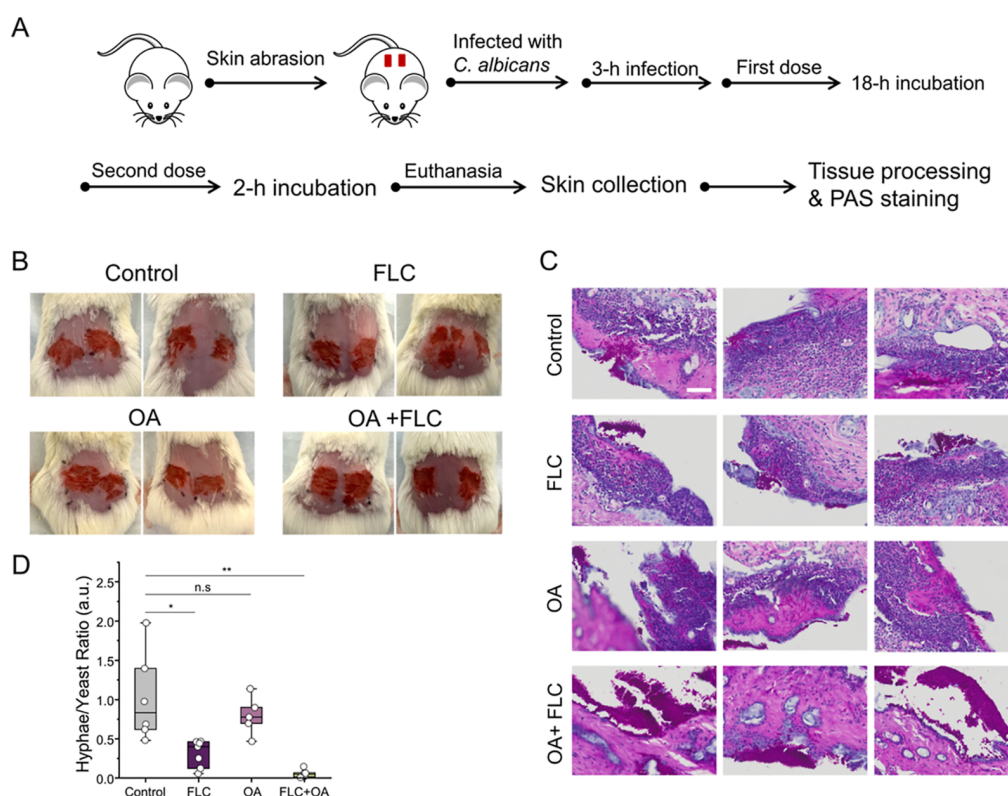 A
Skin abrasion
Infected with
C. albicans
3-h infection
First dose
18-h incubation
Second dose
2-h incubation
Euthanasia
Skin collection
Tissue processing
& PAS staining
B
Control
FLC
OA
OA +FLC
C
Control
FLC
OA
OA+ FLC
D
Hyphae/Yeast Ratio (a.u.)
2.5
2.0
1.5
1.0
0.5
0.0
**
n.s
*
Control
FLC
OA
FLC+OA